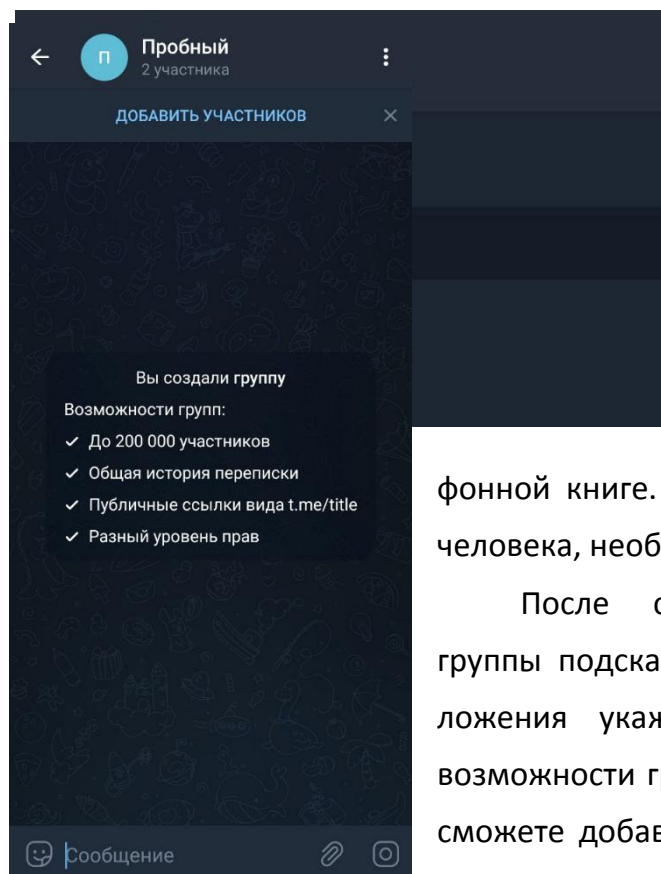 Пробный
П
2 участника
ДОБАВИТЬ УЧАСТНИКОВ
Вы создали группу
Возможности групп:
До 200 000 участников
Общая история переписки
Публичные ссылки вида t.me/title
Разный уровень прав
Сообщение
фонной книге.
человека, необ
После
группы подска
ложения укаж
возможности г
сможете добав